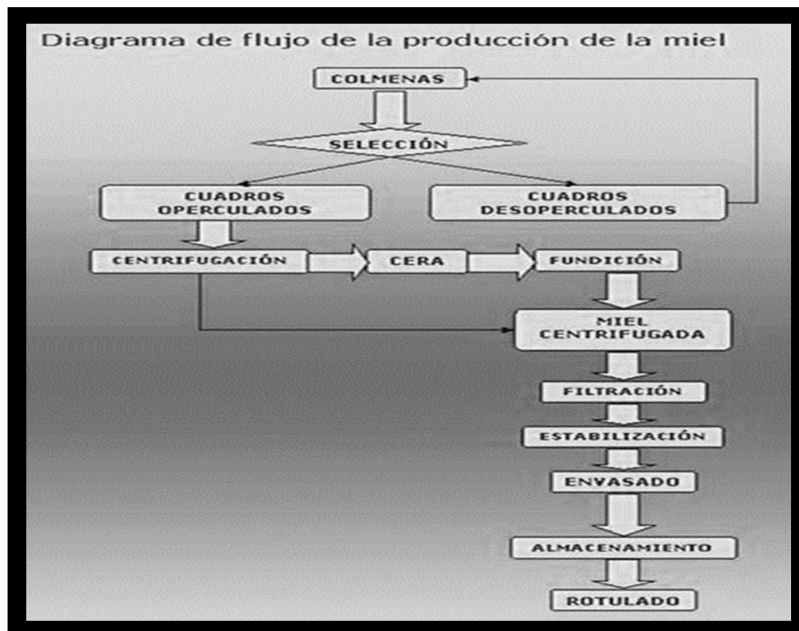 Diagrama de flujo de la producción de la miel
COLMENAS
SELECCIÓN
CUADROS
OPERCULADOS
CUADROS
DESOPERCULADOS
CENTRIFUGACIÓN
CERA
FUNDICIÓN
MIEL
CENTRIFUGADA
FILTRACIÓN
ESTABILIZACIÓN
ENVASADO
ALMACENAMIENTO
ROTULADO